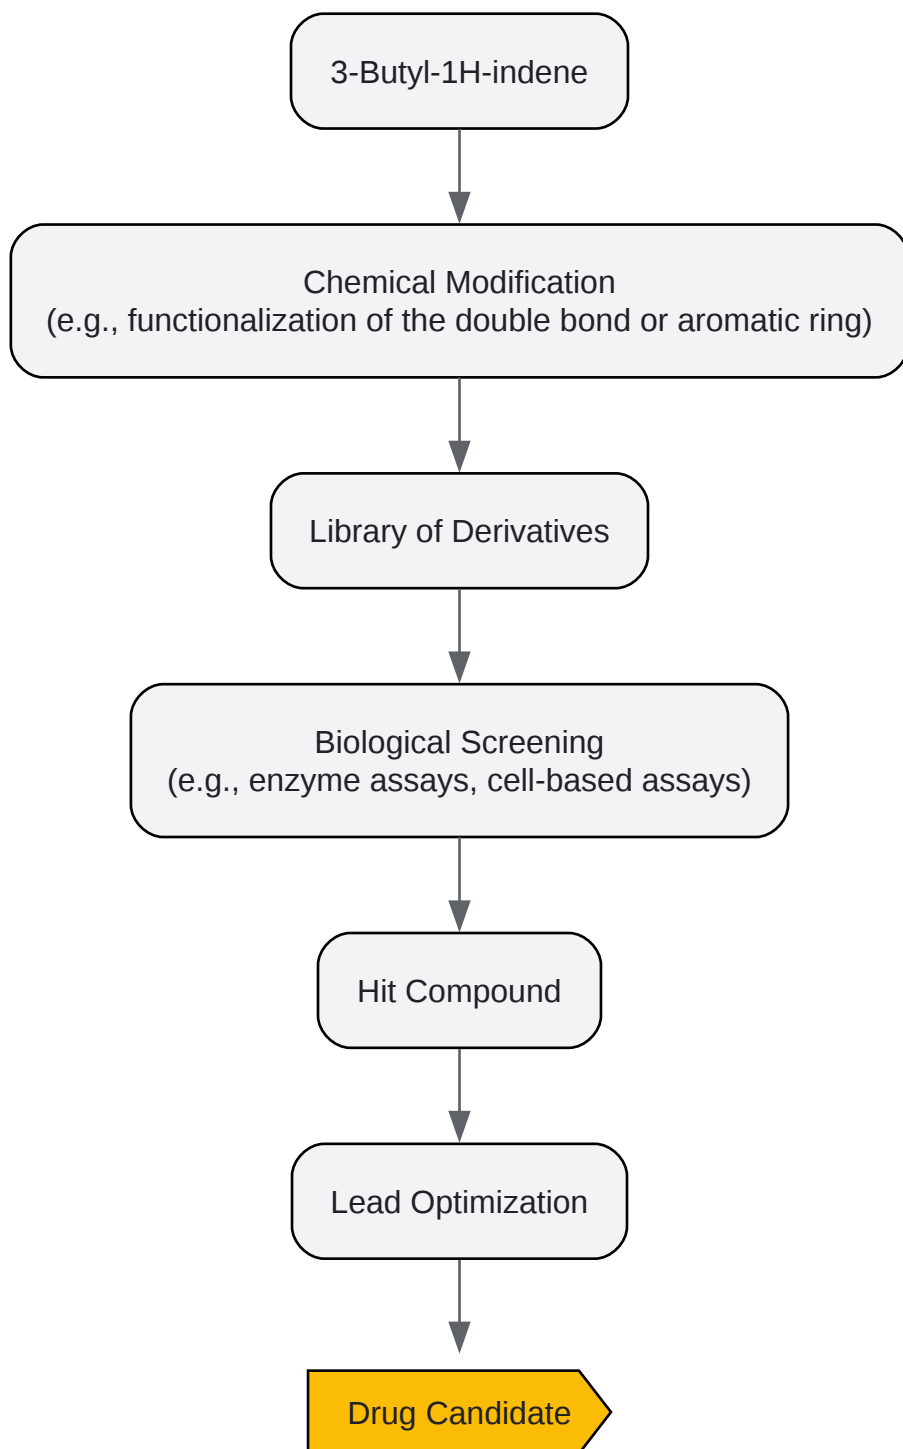 3-Butyl-1H-indene
Chemical Modification
(e.g., functionalization of the double bond or aromatic ring)
Library of Derivatives
Biological Screening
(e.g., enzyme assays, cell-based assays)
Hit Compound
Lead Optimization
Drug Candidate